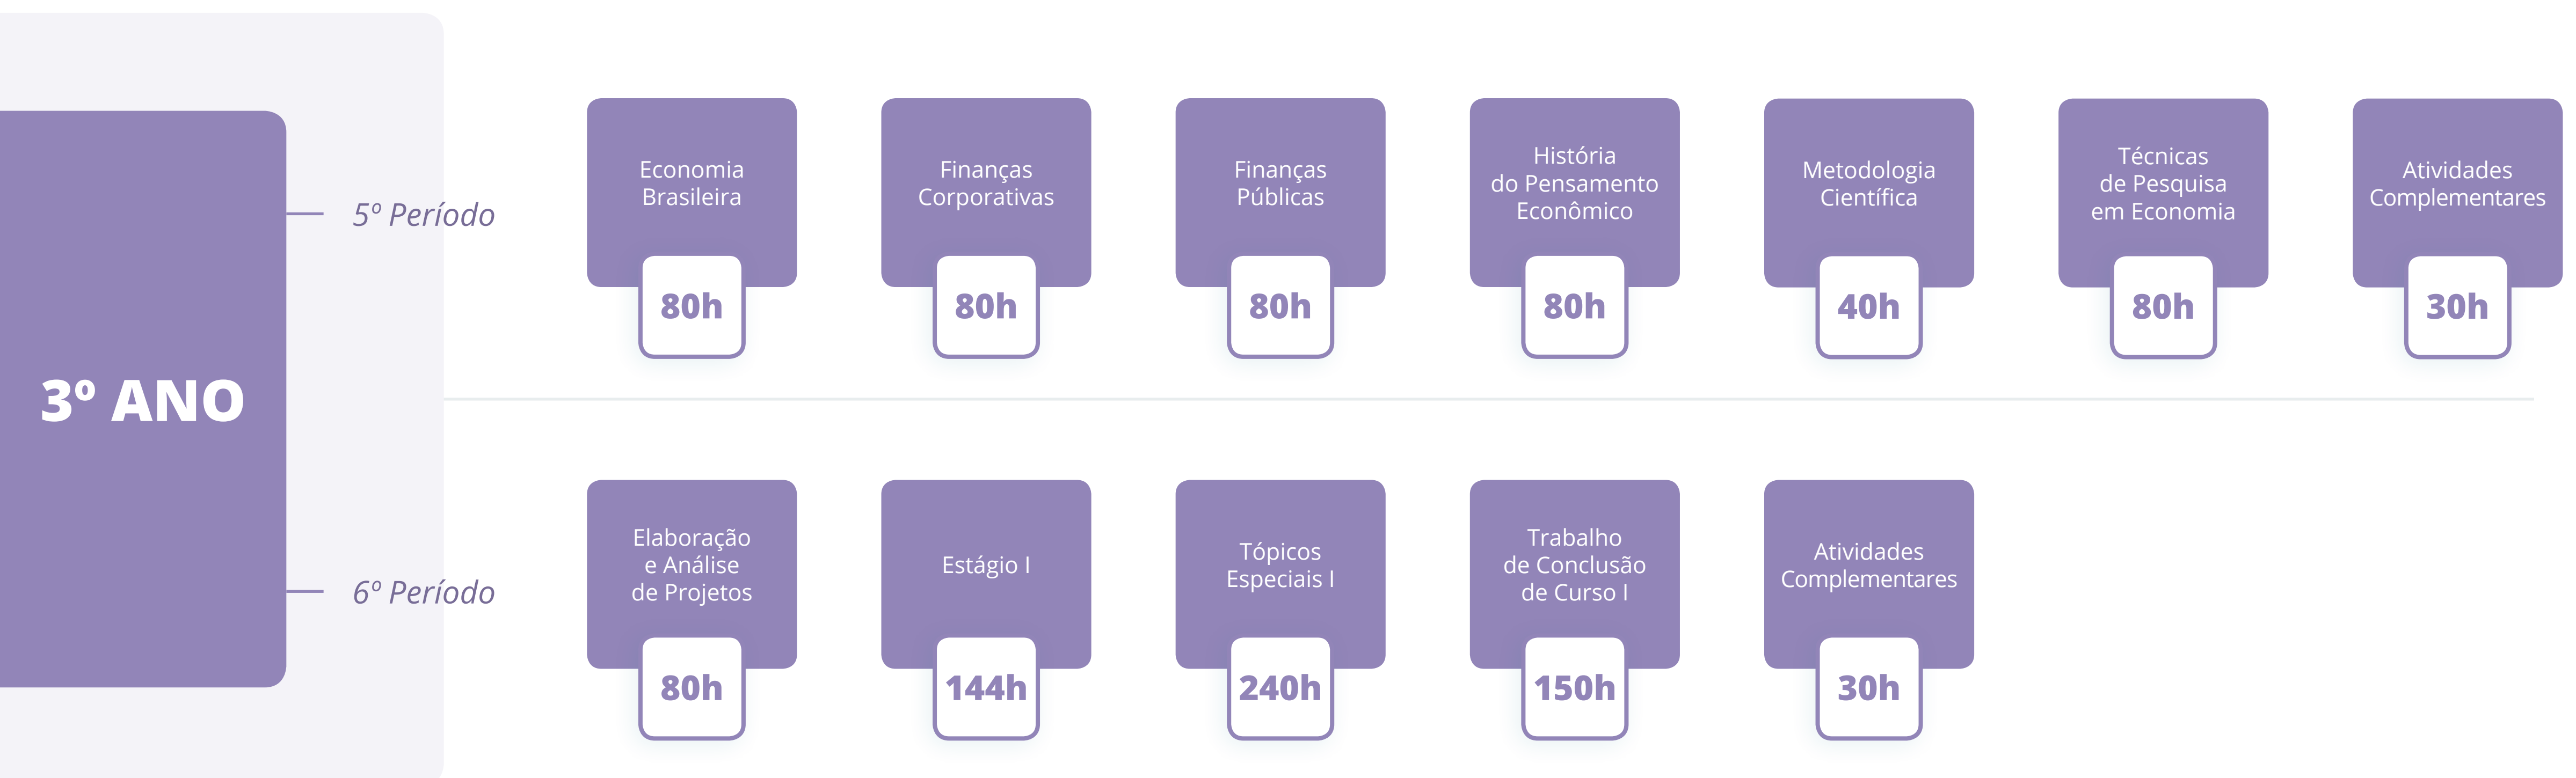 3º ANO
5º Período
Economia
Brasileira
80h
Finanças
Corporativas
80h
Finanças
Públicas
80h
História
do Pensamento
Econômico
80h
Metodologia
Científica
40h
Técnicas
de Pesquisa
em Economia
80h
Atividades
Complementares
30h
6º Período
Elaboração
e Análise
de Projetos
80h
Estágio I
144h
Tópicos
Especiais I
240h
Trabalho
de Conclusão
de Curso I
150h
Atividades
Complementares
30h